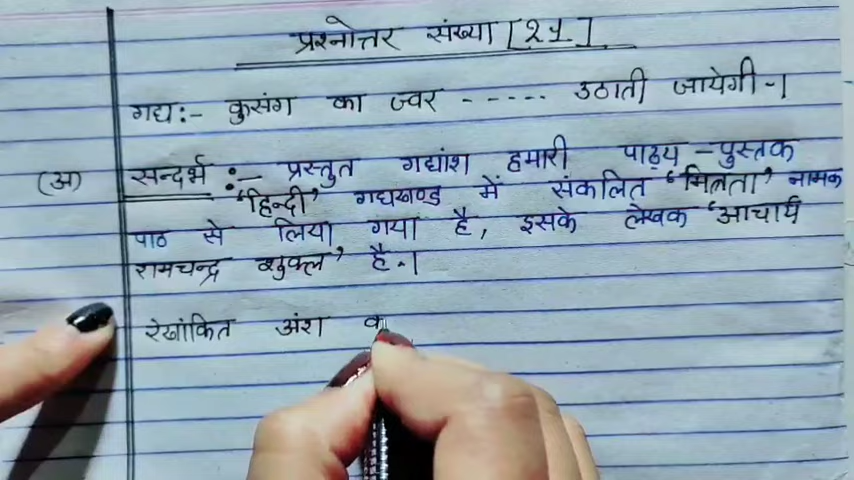 प्रश्नोत्तर संख्या [21]
गद्य:- कुसंग का ज्वर ----- उठाती जायेगी-।
(अ) सन्दर्भ :- प्रस्तुत गद्यांश हमारी पाठ्य-पुस्तक
'हिन्दी' गद्यखण्ड में संकलित 'मित्रता' नामक
पाठ से लिया गया है, इसके लेखक 'आचार्य
रामचन्द्र शुक्ल' है-।
रेखांकित अंश